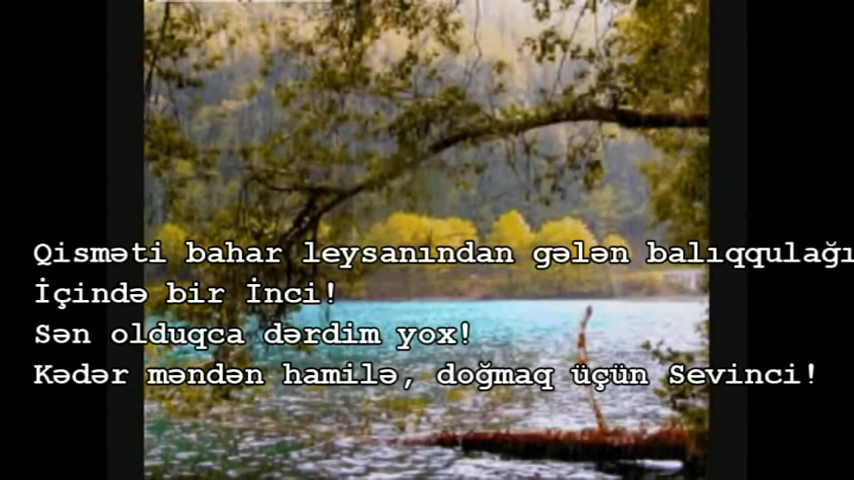 Qisməti bahar leysanından gələn balıqqulağı
İçində bir İnci!
Sən olduqca dərdim yox!
Kədər məndən hamilə, doğmaq üçün Sevinci!